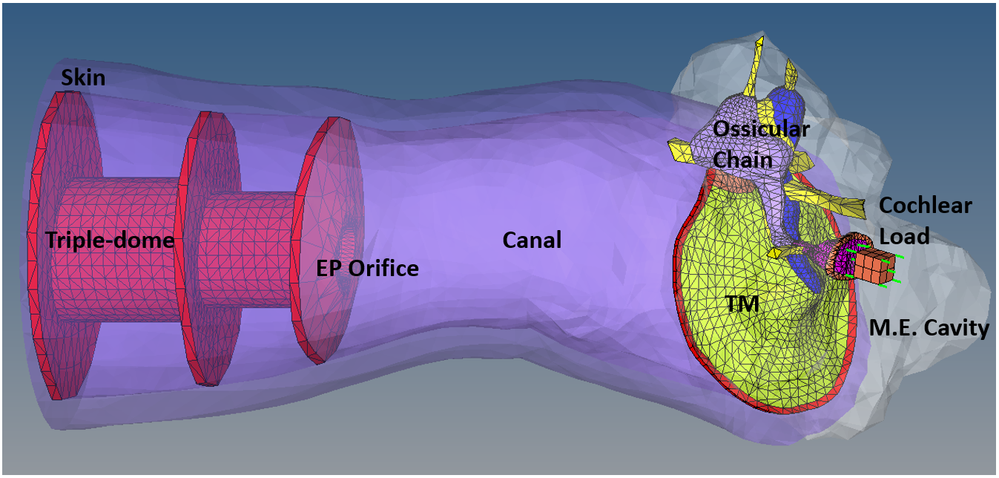 Skin
Ossicular
Chain
Cochlear
Load
Triple-dome
Canal
EP Orifice
TM
M.E. Cavity